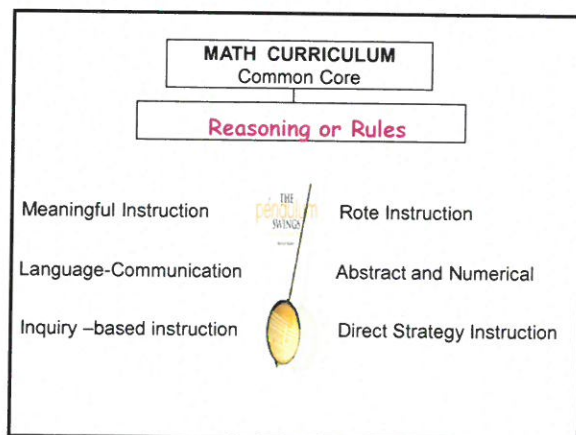 MATH CURRICULUM
Common Core
Reasoning or Rules
THE
péndulum
SWINGS
Meaningful Instruction
Rote Instruction
Language-Communication
Abstract and Numerical
Inquiry –based instruction
Direct Strategy Instruction